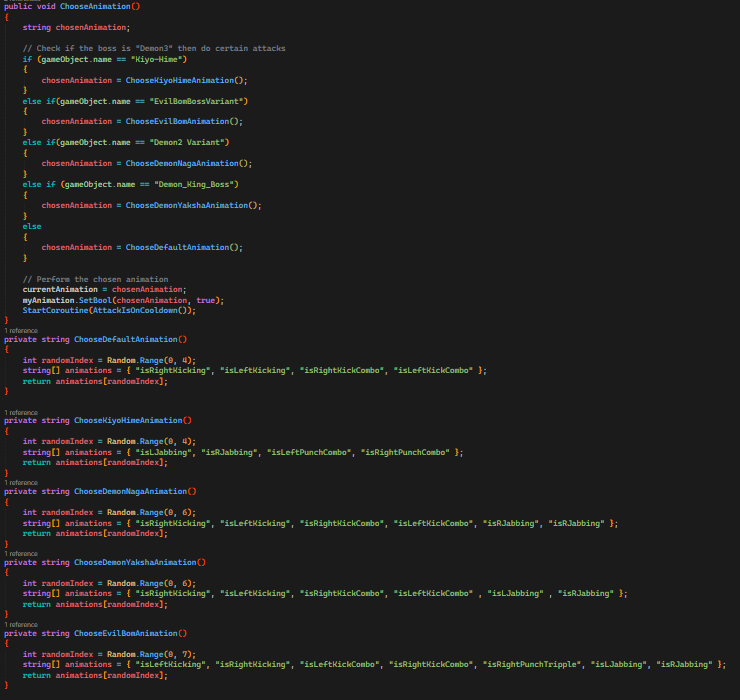 public void ChooseAnimation()
{
string chosenAnimation;
// Check if the boss is "Demon3" then do certain attacks
if (gameObject.name == "Kiyo-Hime")
{
chosenAnimation = ChooseKiyoHimeAnimation();
}
else if(gameObject.name == "EvilBomBossVariant")
{
chosenAnimation = ChooseEvilBomAnimation();
}
else if(gameObject.name == "Demon2 Variant")
{
chosenAnimation = ChooseDemonNagaAnimation();
}
else if (gameObject.name == "Demon_King_Boss")
{
chosenAnimation = ChooseDemonYakshaAnimation();
}
else
{
chosenAnimation = ChooseDefaultAnimation();
}
// Perform the chosen animation
currentAnimation = chosenAnimation;
myAnimation.SetBool(chosenAnimation, true);
StartCoroutine(AttackIsOnCooldown());
}
1 reference
private string ChooseDefaultAnimation()
{
int randomIndex = Random.Range(0, 4);
string[] animations = { "isRightKicking", "isLeftKicking", "isRightKickCombo", "isLeftKickCombo" };
return animations[randomIndex];
}
1 reference
private string ChooseKiyoHimeAnimation()
{
int randomIndex = Random.Range(0, 4);
string[] animations = { "isLJabbing", "isRJabbing", "isLeftPunchCombo", "isRightPunchCombo" };
return animations[randomIndex];
}
1 reference
private string ChooseDemonNagaAnimation()
{
int randomIndex = Random.Range(0, 6);
string[] animations = { "isRightKicking", "isLeftKicking", "isRightKickCombo", "isLeftKickCombo", "isRJabbing", "isRJabbing" };
return animations[randomIndex];
}
1 reference
private string ChooseDemonYakshaAnimation()
{
int randomIndex = Random.Range(0, 6);
string[] animations = { "isRightKicking", "isLeftKicking", "isRightKickCombo", "isLeftKickCombo" , "isLJabbing" , "isRJabbing" };
return animations[randomIndex];
}
1 reference
private string ChooseEvilBomAnimation()
{
int randomIndex = Random.Range(0, 7);
string[] animations = { "isLeftKicking", "isRightKicking", "isLeftKickCombo", "isRightKickCombo", "isRightPunchTripple", "isLJabbing", "isRJabbing" };
return animations[randomIndex];
}